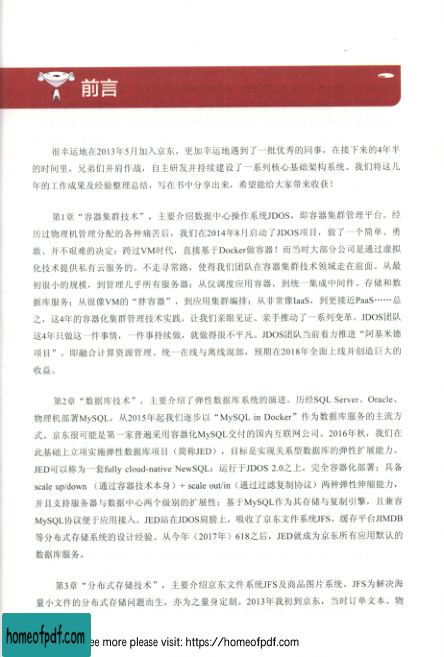 前言
很幸运地在2013年5月加入京东，更加幸运地遇到了一批优秀的同事。在接下来的4年半
的时间里，兄弟们并肩作战，自主研发并持续建设了一系列核心基础架构系统。我们将这几
年的工作成果及经验整理总结，写在书中分享出来，希望能给大家带来收获！
第1章“容器集群技术”，主要介绍数据中心操作系统JDOS，即容器集群管理平台。经
历过物理机管理分配的各种痛苦后，我们在2014年8月启动了JDOS项目，做了一个简单、勇
敢、并不艰难的决定：跨过VM时代，直接基于Docker做容器！而当时大部分公司是通过虚拟
化技术提供私有云服务的。不走寻常路，使得我们团队在容器集群技术领域走在前面。从最
初很小的规模，到管理几乎所有服务器；从仅调度应用容器，到统一集成中间件、存储和数
据库服务；从很像VM的“胖容器”，到应用集群编排；从非常像IaaS，到更接近PaaS……总
之，这4年的容器化集群管理技术实践，让我们亲眼见证、亲手推动了一系列变革。JDOS团队
这4年只做这一件事情，一件事持续做，就做得很不平凡。JDOS团队当前着力推进“阿基米德
项目”，即融合计算资源管理、统一在线与离线混部，预期在2018年全面上线并创造巨大的
收益。
第2章“数据库技术”，主要介绍了弹性数据库系统的演进。历经SQL Server、Oracle、
物理机部署MySQL，从2015年起我们逐步以“MySQL in Docker”作为数据库服务的主流方
式。京东很可能是第一家普遍采用容器化MySQL交付的国内互联网公司。2016年秋，我们在
此基础上立项实施弹性数据库项目（简称JED），目标是实现关系型数据库的弹性扩展能力。
JED可以称为一套fully cloud-native NewSQL：运行于JDOS 2.0之上，完全容器化部署；具备
scale up/down（通过容器技术本身）+ scale out/in（通过过滤复制协议）两种弹性伸缩能力，
并且支持服务器与数据中心两个级别的扩展性；基于MySQL作为其存储与复制引擎，且兼容
MySQL协议便于应用接入。JED站在JDOS肩膀上，吸收了京东文件系统JFS、缓存平台JIMDB
等分布式存储系统的设计经验。从今年（2017年）618之后，JED就成为京东所有应用默认的
数据库服务。
第3章“分布式存储技术”，主要介绍京东文件系统JFS及商品图片系统。JFS为解决海
量小文件的分布式存储问题而生，亦为之量身定制。2013年我初到京东，当时订单文本、物
homeofpdf.com
ee more please visit: https://homeofpdf.com